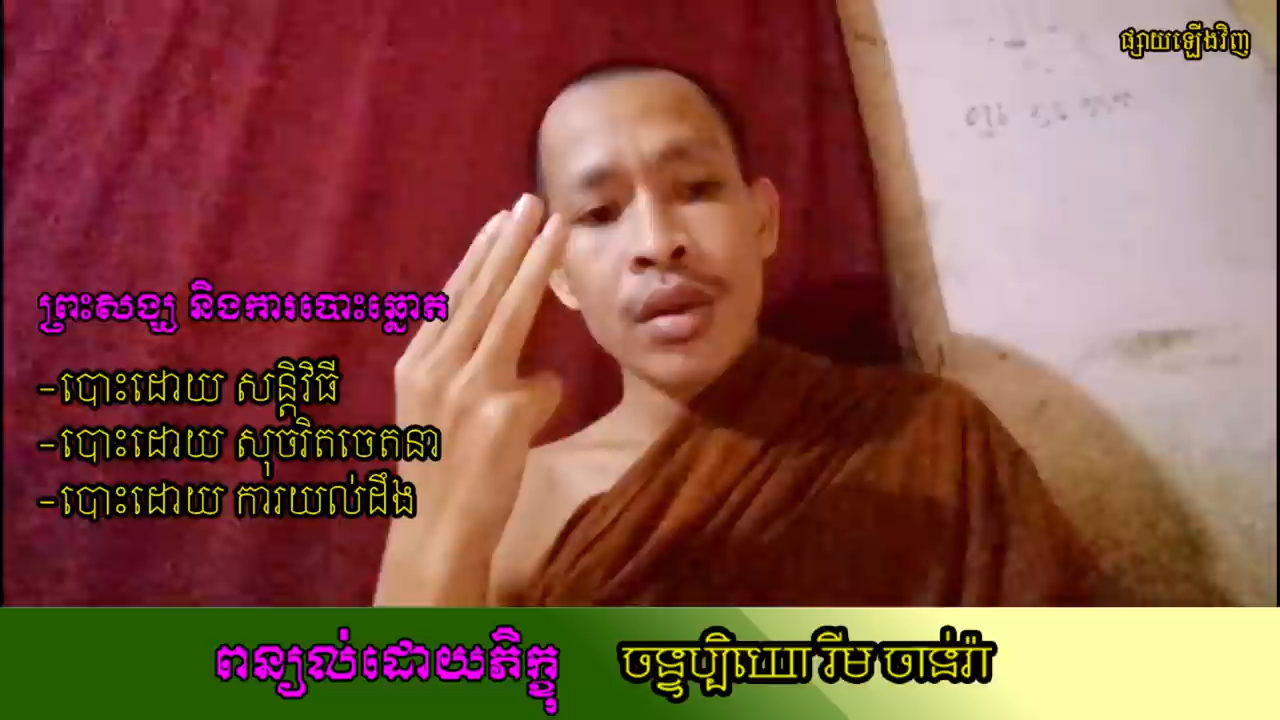 ផ្សាយឡើងវិញ
ព្រះសង្ឃ និងការបោះឆ្នោត
-បោះដោយ សន្តិវិធី
-បោះដោយ សុចរិតចេតនា
-បោះដោយ ការយល់ដឹង
ពន្យល់ដោយភិក្ខុ ចន្ទប្បិយោ រីម ចាន់រ៉ា